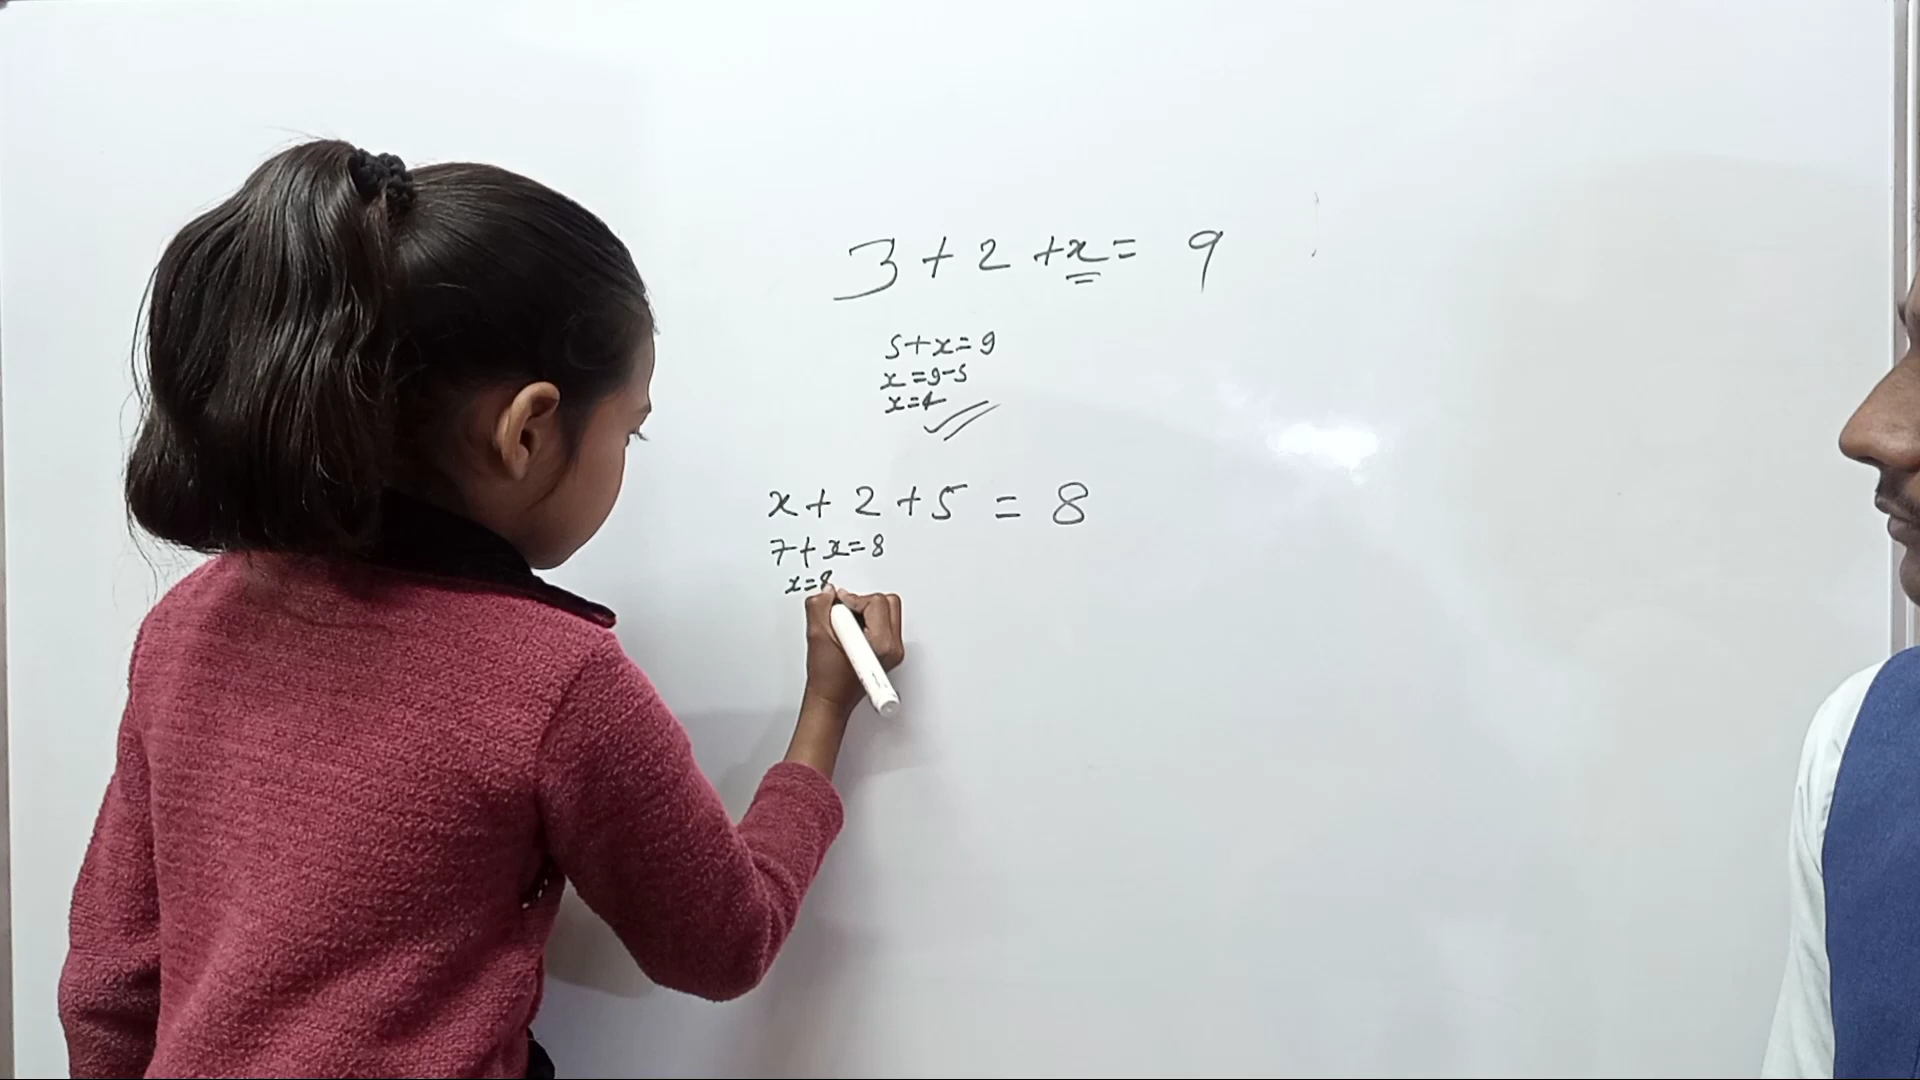 3 + 2 + x = 9
5+x=9
x=9-5
x=4
x + 2 + 5 = 8
7+x=8
x=8